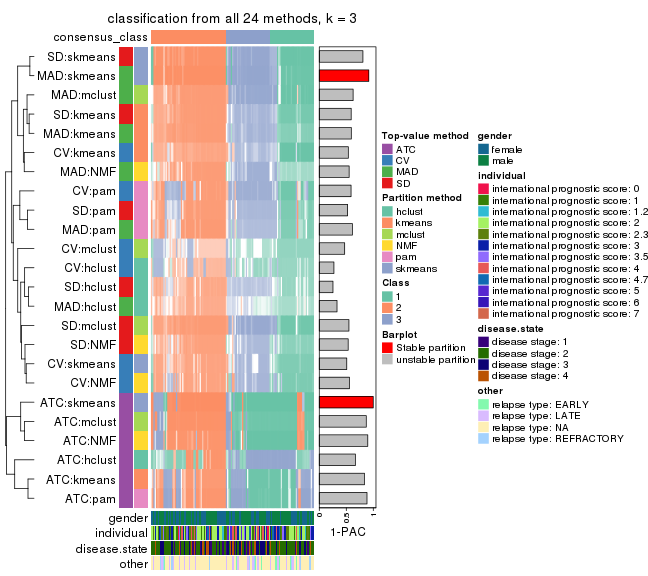 classification from all 24 methods, k = 3
consensus_class
SD:skmeans
MAD:skmeans
MAD:mclust
SD:kmeans
MAD:kmeans
CV:kmeans
MAD:NMF
CV:pam
SD:pam
MAD:pam
CV:mclust
CV:hclust
SD:hclust
MAD:hclust
SD:mclust
SD:NMF
CV:skmeans
CV:NMF
ATC:skmeans
ATC:mclust
ATC:NMF
ATC:hclust
ATC:kmeans
ATC:pam
gender
individual
disease.state
other
0
0.5
1
1-PAC
Top-value method
ATC
CV
MAD
SD
Partition method
hclust
kmeans
mclust
NMF
pam
skmeans
Class
1
2
3
Barplot
Stable partition
unstable partition
gender
female
male
individual
international prognostic score: 0
international prognostic score: 1
international prognostic score: 1.2
international prognostic score: 2
international prognostic score: 2.3
international prognostic score: 3
international prognostic score: 3.5
international prognostic score: 4
international prognostic score: 4.7
international prognostic score: 5
international prognostic score: 6
international prognostic score: 7
disease.state
disease stage: 1
disease stage: 2
disease stage: 3
disease stage: 4
other
relapse type: EARLY
relapse type: LATE
relapse type: NA
relapse type: REFRACTORY